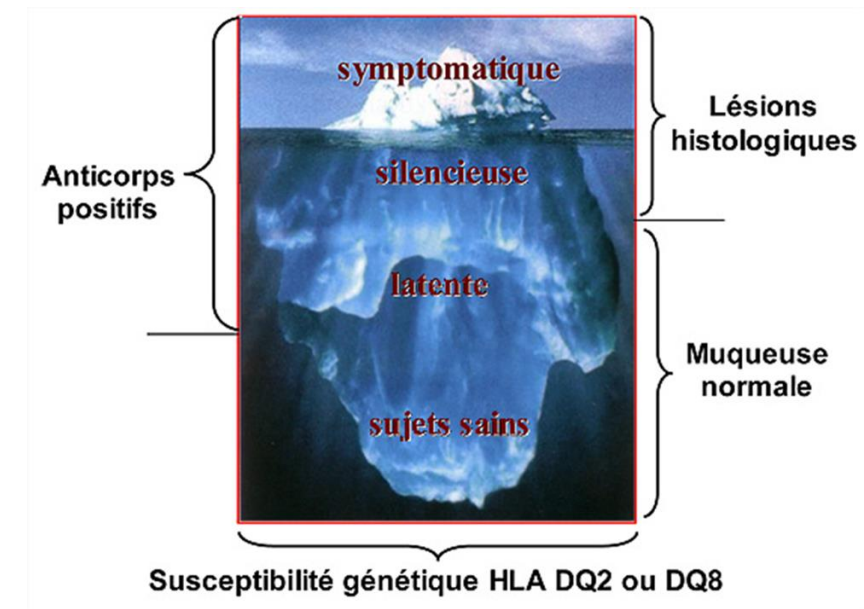 symptomatique
Lésions
histologiques
silencieuse
Anticorps
positifs
latente
Muqueuse
normale
sujets sains
Susceptibilité génétique HLA DQ2 ou DQ8